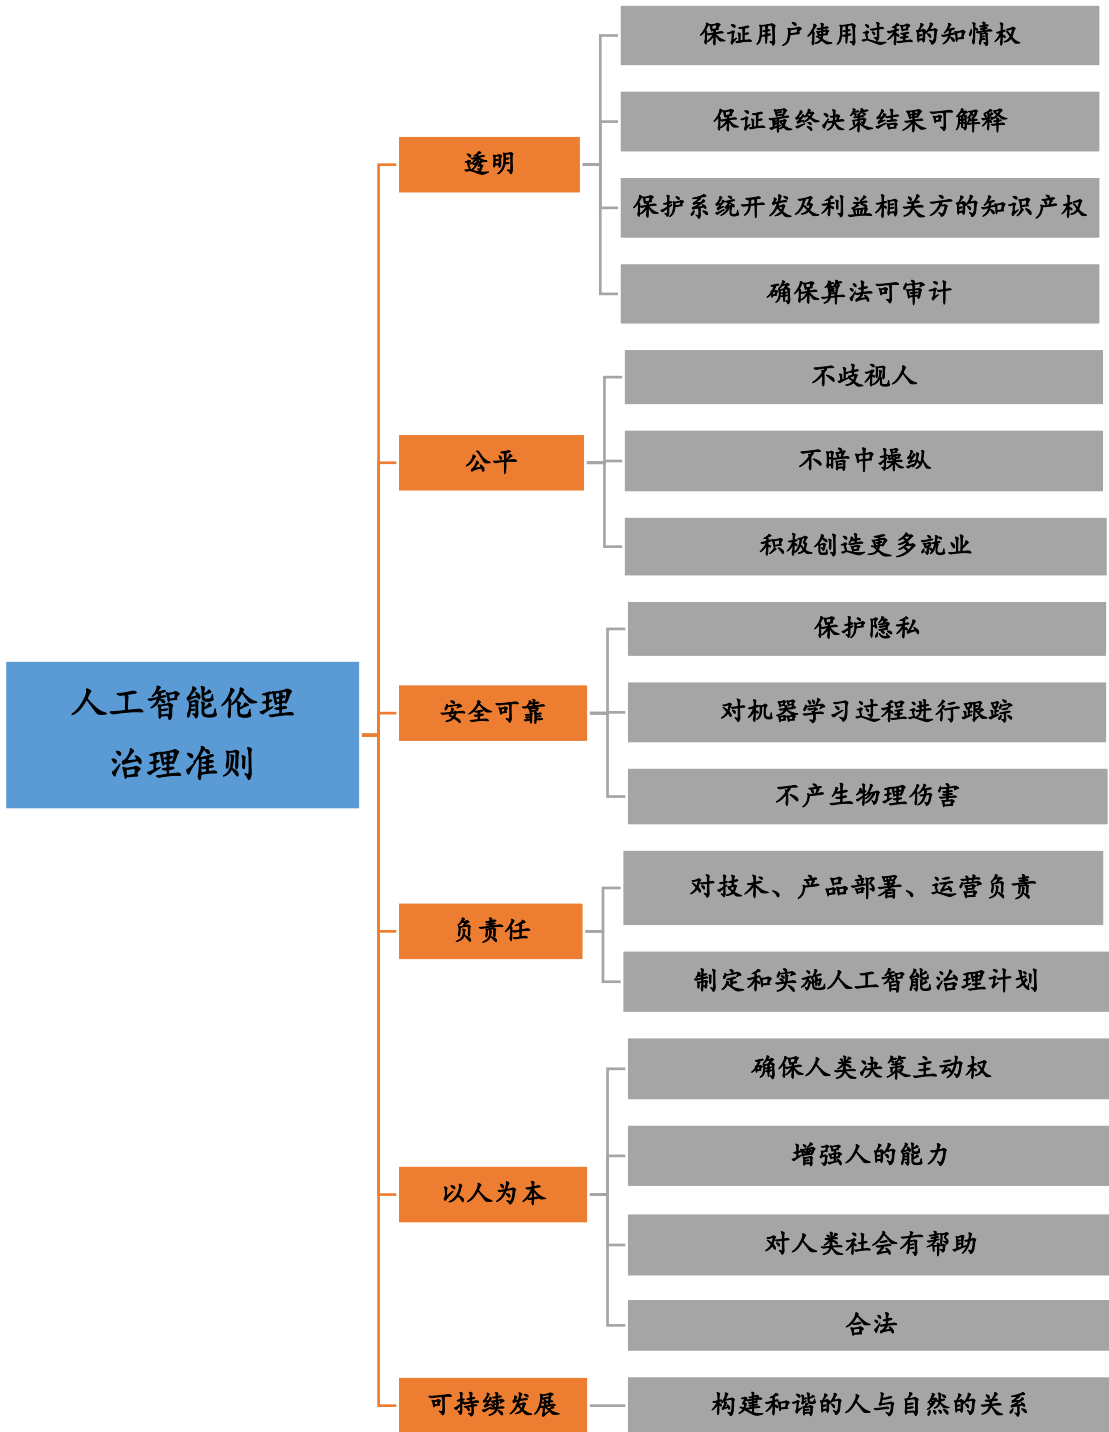 人工智能伦理
治理准则
透明
保证用户使用过程的知情权
保证最终决策结果可解释
保护系统开发及利益相关方的知识产权
确保算法可审计
公平
不歧视人
不暗中操纵
积极创造更多就业
安全可靠
保护隐私
对机器学习过程进行跟踪
不产生物理伤害
负责任
对技术、产品部署、运营负责
制定和实施人工智能治理计划
以人为本
确保人类决策主动权
增强人的能力
对人类社会有帮助
合法
可持续发展
构建和谐的人与自然的关系